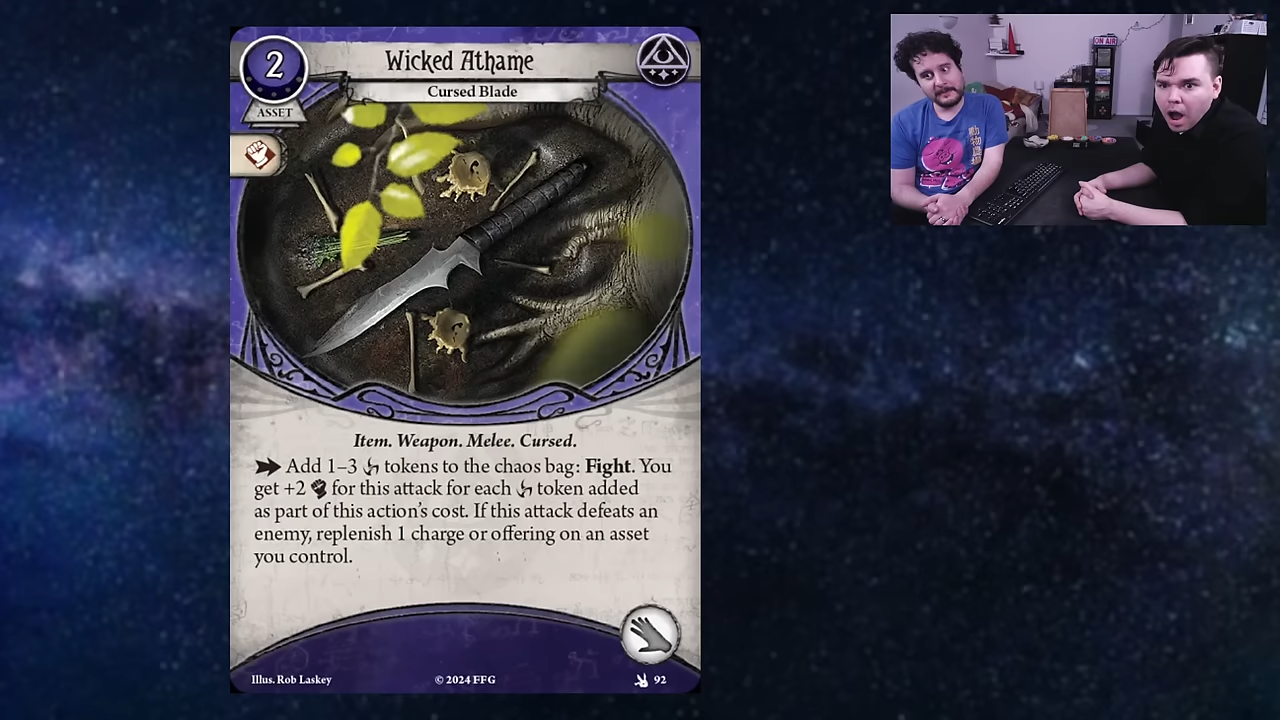 2
ASSET
Wicked Athame
Cursed Blade
Item. Weapon. Melee. Cursed.
Add 1–3 tokens to the chaos bag: Fight. You
get +2 for this attack for each token added
as part of this action's cost. If this attack defeats an
enemy, replenish 1 charge or offering on an asset
you control.
Illus. Rob Laskey
© 2024 FFG
92
ON AIR